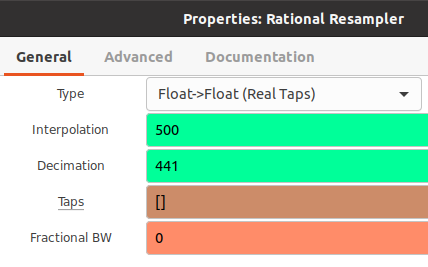 Properties: Rational Resampler
General Advanced Documentation
Type Float->Float (Real Taps)
Interpolation 500
Decimation 441
Taps []
Fractional BW 0